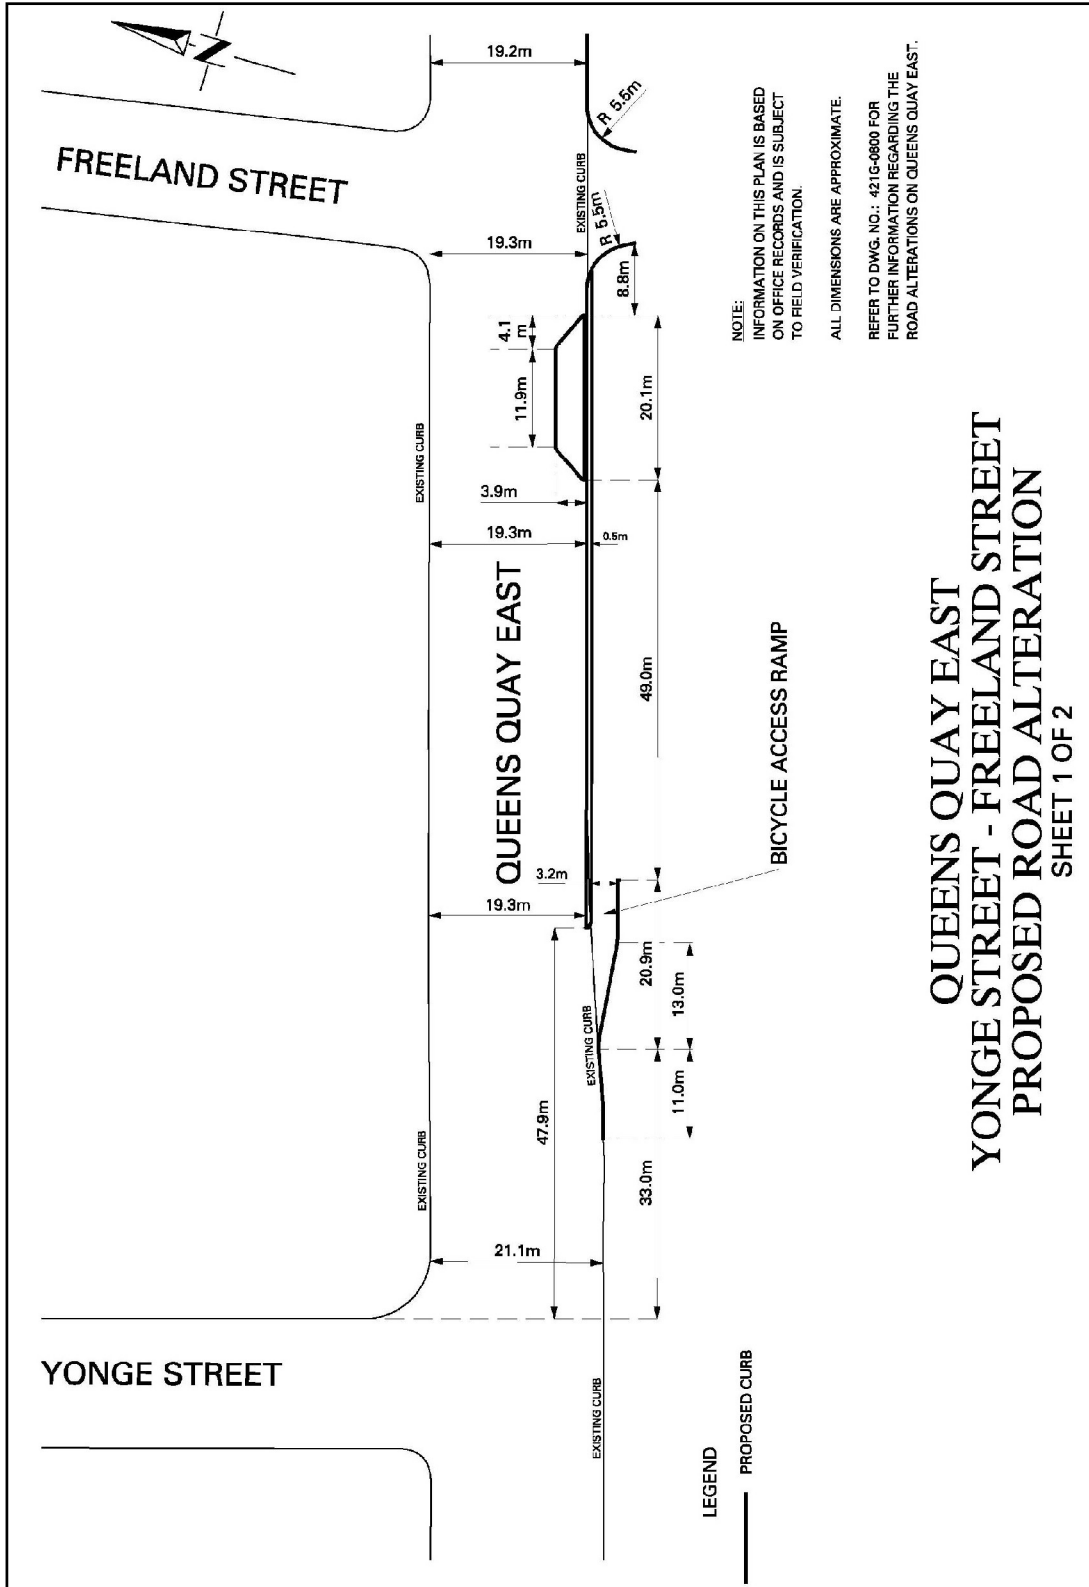 FREELAND STREET
N
19.2m
R 5.5m
EXISTING CURB
R 5.5m
19.3m
8.8m
4.1
m
11.9m
20.1m
EXISTING CURB
3.9m
19.3m
0.5m
QUEENS QUAY EAST
49.0m
BICYCLE ACCESS RAMP
3.2m
19.3m
20.9m
13.0m
EXISTING CURB
11.0m
47.9m
33.0m
EXISTING CURB
21.1m
YONGE STREET
EXISTING CURB
LEGEND
PROPOSED CURB
NOTE:
INFORMATION ON THIS PLAN IS BASED
ON OFFICE RECORDS AND IS SUBJECT
TO FIELD VERIFICATION.
ALL DIMENSIONS ARE APPROXIMATE.
REFER TO DWG. NO.: 421G-0800 FOR
FURTHER INFORMATION REGARDING THE
ROAD ALTERATIONS ON QUEENS QUAY EAST.
QUEENS QUAY EAST
YONGE STREET - FREELAND STREET
PROPOSED ROAD ALTERATION
SHEET 1 OF 2